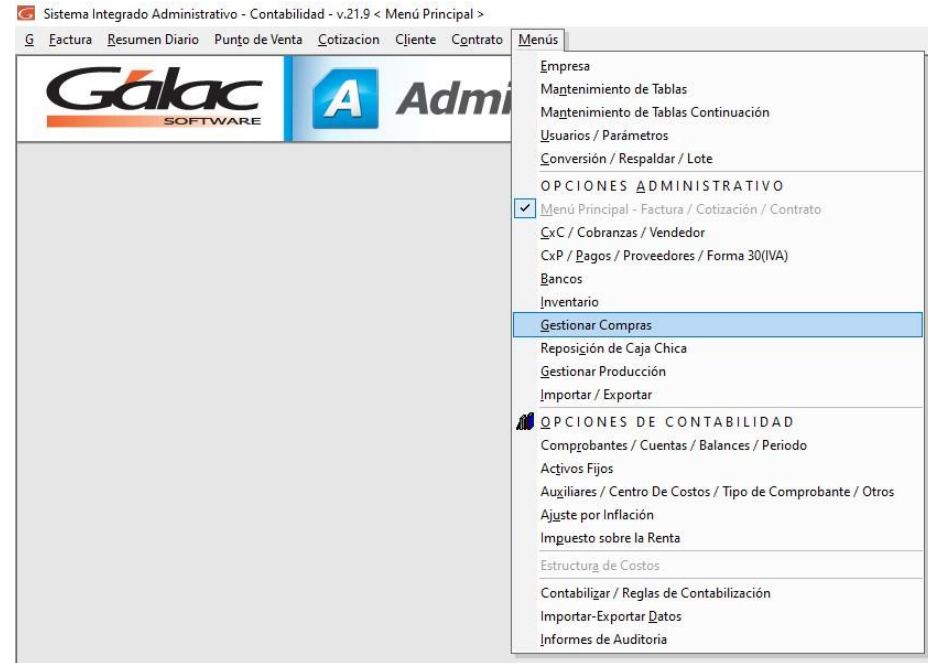 G Sistema Integrado Administrativo - Contabilidad - v.21.9 < Menú Principal >
G Factura Resumen Diario Punto de Venta Cotizacion Cliente Contrato Menús
Gálac
SOFTWARE
A Admi
Empresa
Mantenimiento de Tablas
Mantenimiento de Tablas Continuación
Usuarios / Parámetros
Conversión / Respaldar / Lote
OPCIONES ADMINISTRATIVO
Menú Principal - Factura / Cotización / Contrato
CxC / Cobranzas / Vendedor
CxP / Pagos / Proveedores / Forma 30(IVA)
Bancos
Inventario
Gestionar Compras
Reposición de Caja Chica
Gestionar Producción
Importar / Exportar
OPCIONES DE CONTABILIDAD
Comprobantes / Cuentas / Balances / Periodo
Activos Fijos
Auxiliares / Centro De Costos / Tipo de Comprobante / Otros
Ajuste por Inflación
Impuesto sobre la Renta
Estructura de Costos
Contabilizar / Reglas de Contabilización
Importar-Exportar Datos
Informes de Auditoria